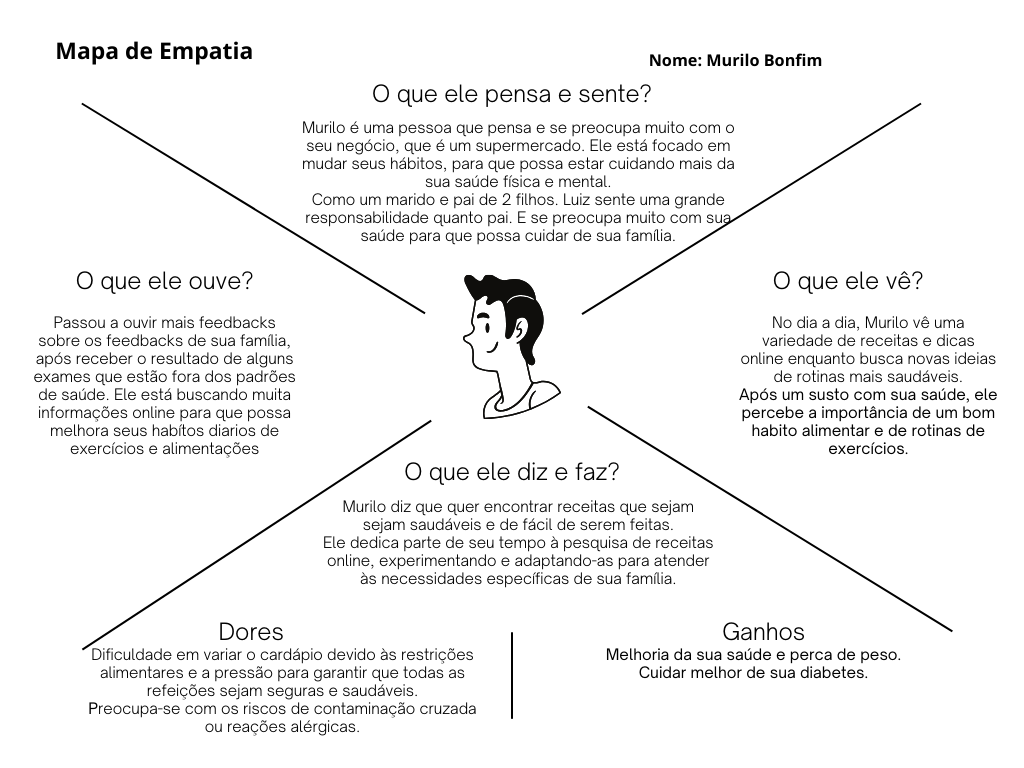 Mapa de Empatia
Nome: Murilo Bonfim
O que ele pensa e sente?
Murilo é uma pessoa que pensa e se preocupa muito com o
seu negócio, que é um supermercado. Ele está focado em
mudar seus hábitos, para que possa estar cuidando mais da
sua saúde física e mental.
Como um marido e pai de 2 filhos. Luiz sente uma grande
responsabilidade quanto pai. E se preocupa muito com sua
saúde para que possa cuidar de sua família.
O que ele ouve?
Passou a ouvir mais feedbacks
sobre os feedbacks de sua família,
após receber o resultado de alguns
exames que estão fora dos padrões
de saúde. Ele está buscando muita
informações online para que possa
melhora seus habítos diarios de
exercícios e alimentações
O que ele vê?
No dia a dia, Murilo vê uma
variedade de receitas e dicas
online enquanto busca novas ideias
de rotinas mais saudáveis.
Após um susto com sua saúde, ele
percebe a importância de um bom
habito alimentar e de rotinas de
exercícios.
O que ele diz e faz?
Murilo diz que quer encontrar receitas que sejam
sejam saudáveis e de fácil de serem feitas.
Ele dedica parte de seu tempo à pesquisa de receitas
online, experimentando e adaptando-as para atender
às necessidades específicas de sua família.
Dores
Dificuldade em variar o cardápio devido às restrições
alimentares e a pressão para garantir que todas as
refeições sejam seguras e saudáveis.
Preocupa-se com os riscos de contaminação cruzada
ou reações alérgicas.
Ganhos
Melhoria da sua saúde e perca de peso.
Cuidar melhor de sua diabetes.